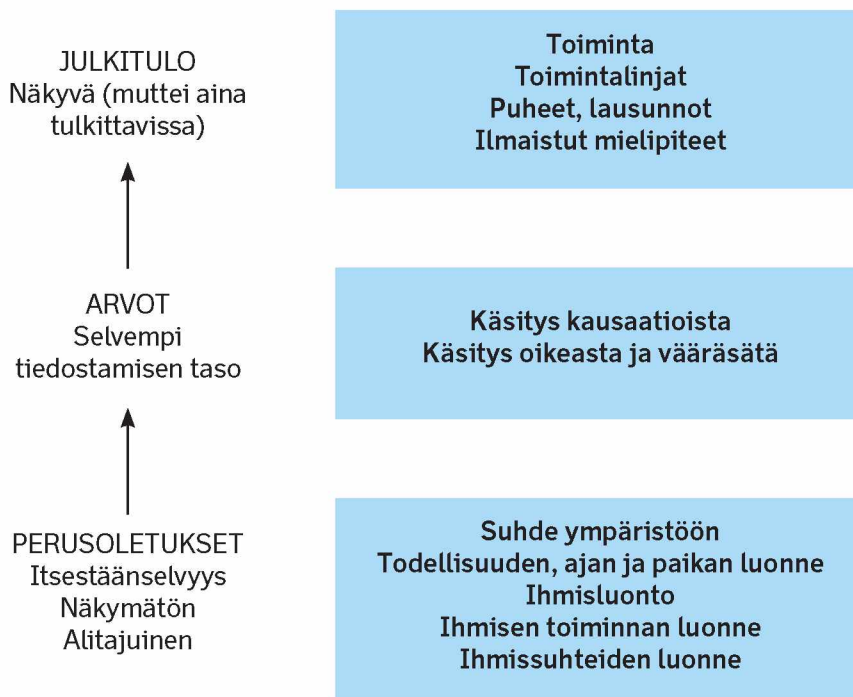 JULKITULO
Näkyvä (muttei aina
tulkittavissa)
Toiminta
Toimintalinjat
Puheet, lausunnot
Ilmaistut mielipiteet
ARVOT
Selvempi
tiedostamisen taso
Käsitys kausaatioista
Käsitys oikeasta ja vääräsätä
PERUSOLETUKSET
Itsestäänselvyys
Näkymätön
Alitajuinen
Suhde ympäristöön
Todellisuuden, ajan ja paikan luonne
Ihmisluonto
Ihmisen toiminnan luonne
Ihmissuhteiden luonne